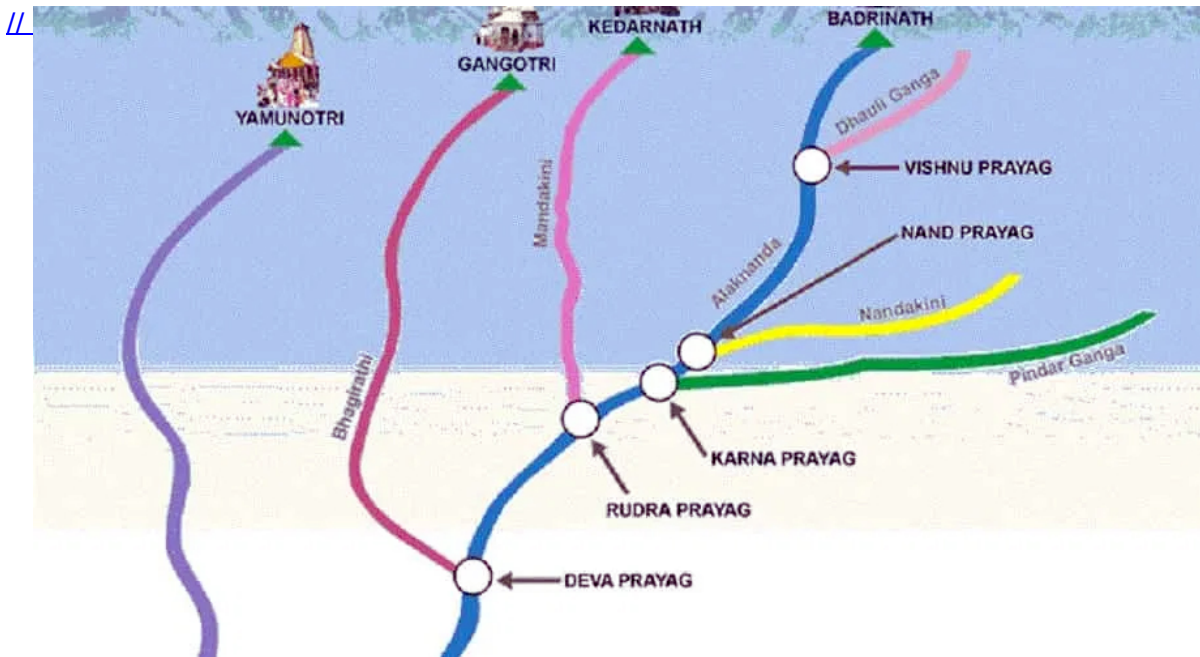 //
BADRINATH
KEDARNATH
GANGOTRI
YAMUNOTRI
Dhauli Ganga
VISHNU PRAYAG
Mandakini
NAND PRAYAG
Alaknanda
Nandakini
Pindar Ganga
Bhagirathi
KARNA PRAYAG
RUDRA PRAYAG
DEVA PRAYAG